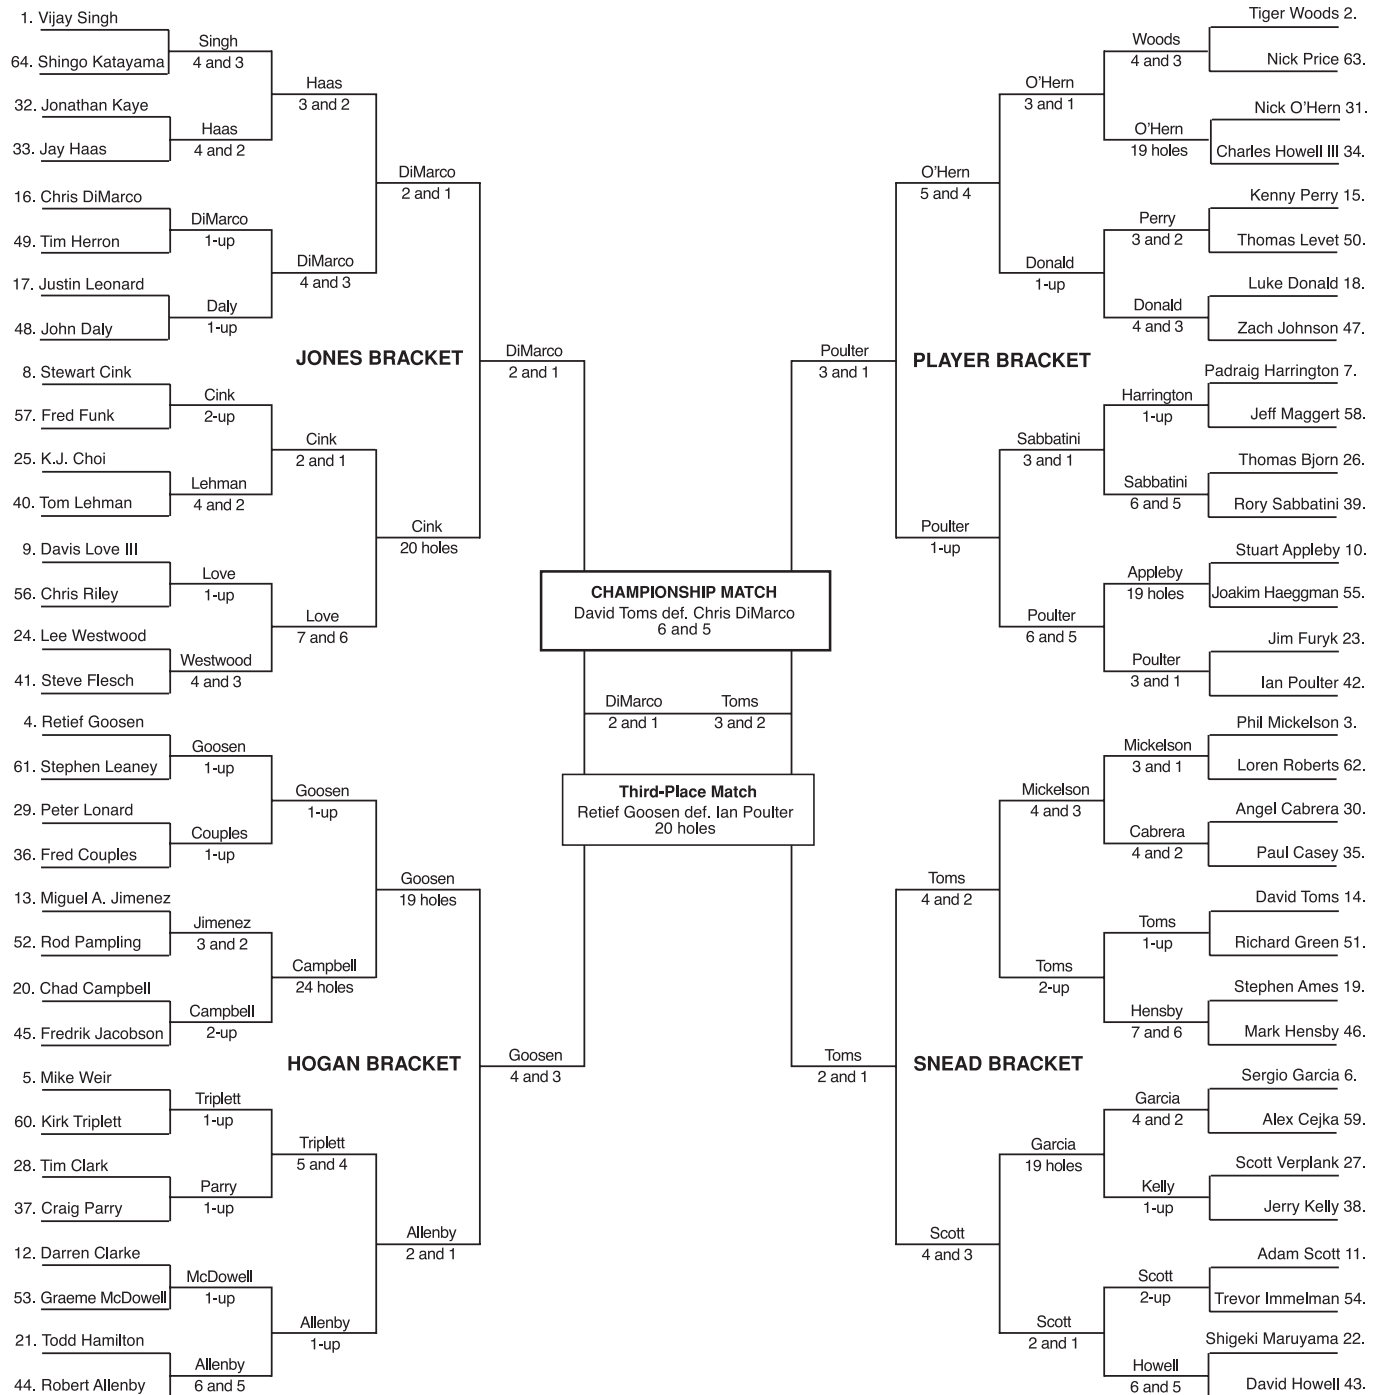 1. Vijay Singh
Singh
4 and 3
64. Shingo Katayama
Haas
3 and 2
32. Jonathan Kaye
Haas
4 and 2
33. Jay Haas
DiMarco
2 and 1
16. Chris DiMarco
DiMarco
1-up
49. Tim Herron
DiMarco
4 and 3
17. Justin Leonard
Daly
1-up
48. John Daly
JONES BRACKET
DiMarco
2 and 1
8. Stewart Cink
Cink
2-up
57. Fred Funk
Cink
2 and 1
25. K.J. Choi
Lehman
4 and 2
40. Tom Lehman
Cink
20 holes
9. Davis Love III
Love
1-up
56. Chris Riley
Love
7 and 6
24. Lee Westwood
Westwood
4 and 3
41. Steve Flesch
4. Retief Goosen
Goosen
1-up
61. Stephen Leaney
Goosen
1-up
29. Peter Lonard
Couples
1-up
36. Fred Couples
Goosen
19 holes
13. Miguel A. Jimenez
Jimenez
3 and 2
52. Rod Pampling
Campbell
24 holes
20. Chad Campbell
Campbell
2-up
45. Fredrik Jacobson
HOGAN BRACKET
Goosen
4 and 3
5. Mike Weir
Triplett
1-up
60. Kirk Triplett
Triplett
5 and 4
28. Tim Clark
Parry
1-up
37. Craig Parry
Allenby
2 and 1
12. Darren Clarke
McDowell
1-up
53. Graeme McDowell
Allenby
1-up
21. Todd Hamilton
Allenby
6 and 5
44. Robert Allenby
CHAMPIONSHIP MATCH
David Toms def. Chris DiMarco
6 and 5
DiMarco
2 and 1
Toms
3 and 2
Third-Place Match
Retief Goosen def. Ian Poulter
20 holes
Tiger Woods 2.
Woods
4 and 3
Nick Price 63.
O'Hern
3 and 1
Nick O'Hern 31.
O'Hern
19 holes
Charles Howell III 34.
O'Hern
5 and 4
Kenny Perry 15.
Perry
3 and 2
Thomas Levet 50.
Donald
1-up
Luke Donald 18.
Donald
4 and 3
Zach Johnson 47.
Poulter
3 and 1
PLAYER BRACKET
Padraig Harrington 7.
Harrington
1-up
Jeff Maggert 58.
Sabbatini
3 and 1
Thomas Bjorn 26.
Sabbatini
6 and 5
Rory Sabbatini 39.
Poulter
1-up
Stuart Appleby 10.
Appleby
19 holes
Joakim Haeggman 55.
Poulter
6 and 5
Jim Furyk 23.
Poulter
3 and 1
Ian Poulter 42.
Phil Mickelson 3.
Mickelson
3 and 1
Loren Roberts 62.
Mickelson
4 and 3
Angel Cabrera 30.
Cabrera
4 and 2
Paul Casey 35.
Toms
4 and 2
David Toms 14.
Toms
1-up
Richard Green 51.
Toms
2-up
Stephen Ames 19.
Hensby
7 and 6
Mark Hensby 46.
Toms
2 and 1
SNEAD BRACKET
Sergio Garcia 6.
Garcia
4 and 2
Alex Cejka 59.
Garcia
19 holes
Scott Verplank 27.
Kelly
1-up
Jerry Kelly 38.
Scott
4 and 3
Adam Scott 11.
Scott
2-up
Trevor Immelman 54.
Scott
2 and 1
Shigeki Maruyama 22.
Howell
6 and 5
David Howell 43.